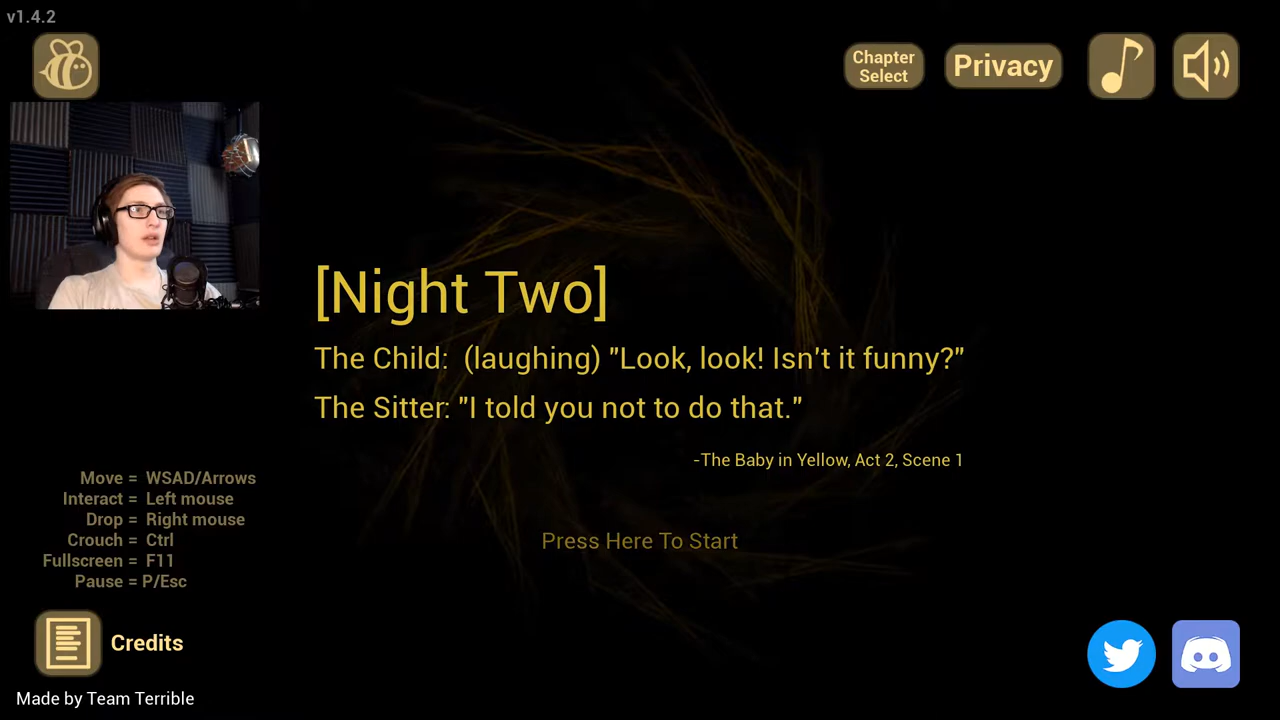 v1.4.2
Chapter
Select
Privacy
[Night Two]
The Child:  (laughing) "Look, look! Isn't it funny?"
The Sitter: "I told you not to do that."
-The Baby in Yellow, Act 2, Scene 1
Press Here To Start
Move = WSAD/Arrows
Interact = Left mouse
Drop = Right mouse
Crouch = Ctrl
Fullscreen = F11
Pause = P/Esc
Credits
Made by Team Terrible